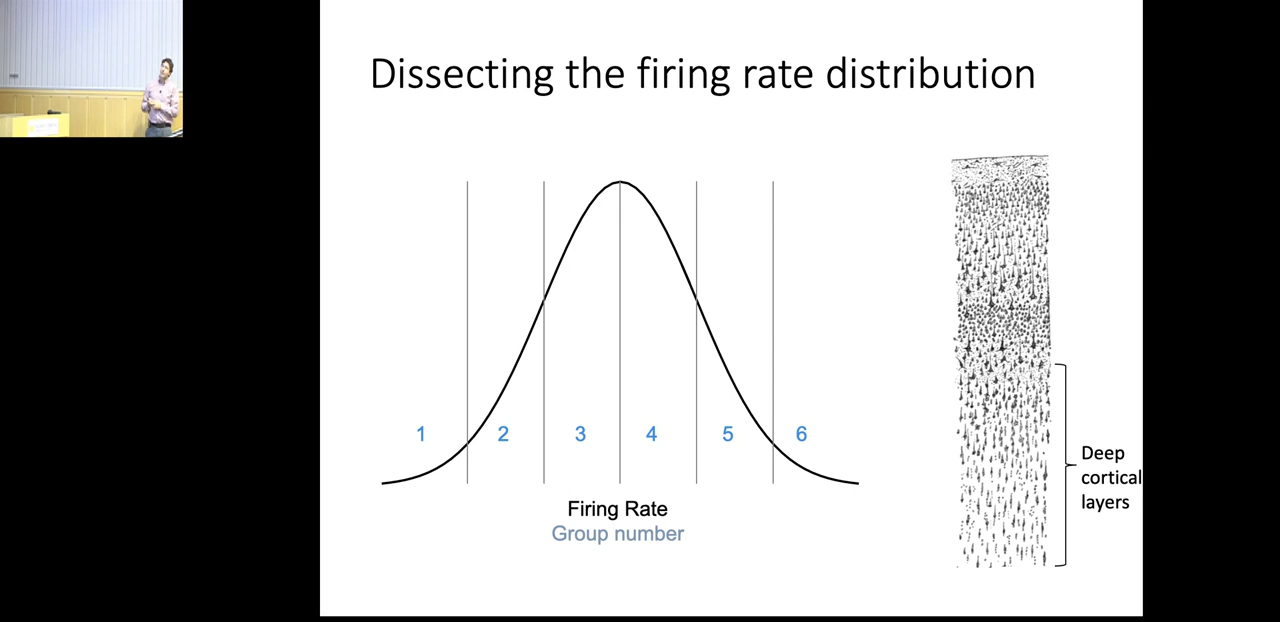 Dissecting the firing rate distribution
1 2 3 4 5 6
Firing Rate
Group number
Deep
cortical
layers